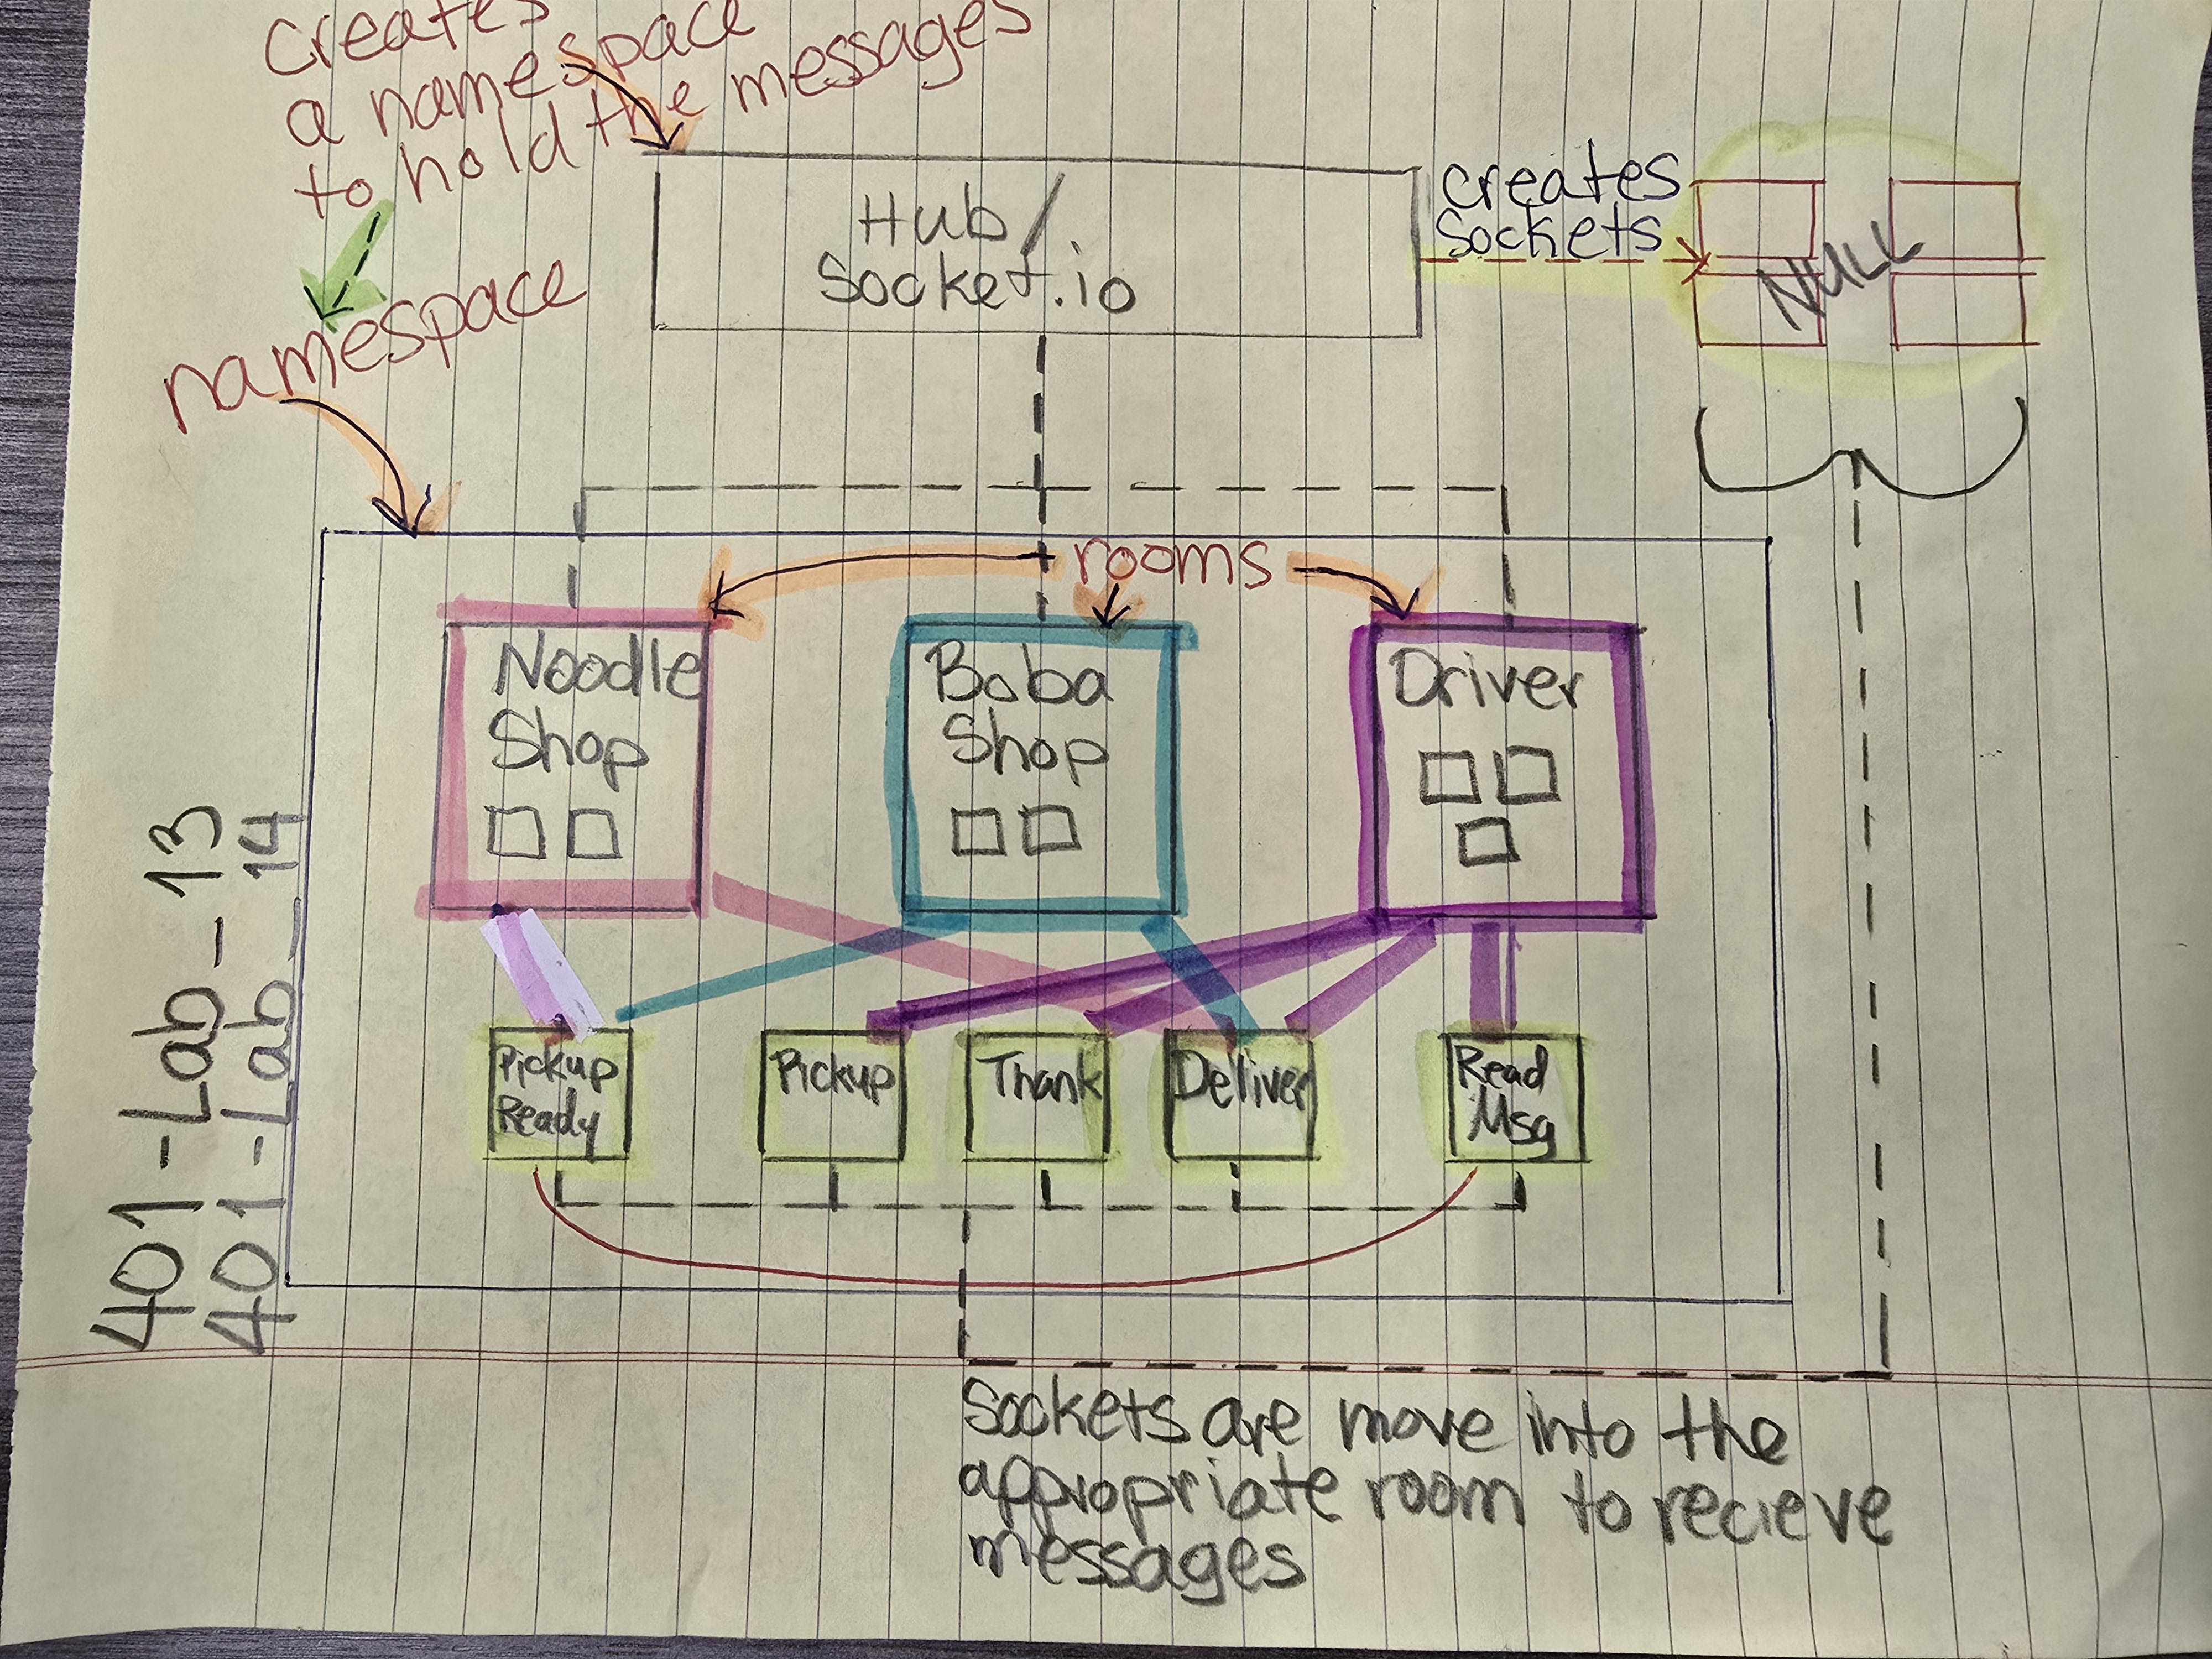 creates
a namespace
to hold the messages
namespace
401-Lab_13
401-Lab_14
Hub/
Socket.io
creates
sockets
NULL
rooms
Noodle
Shop
Boba
Shop
Driver
Pickup
Ready
Pickup
Thnk
Deliver
Read
Msg
Sockets are move into the
appropriate room to recieve
messages